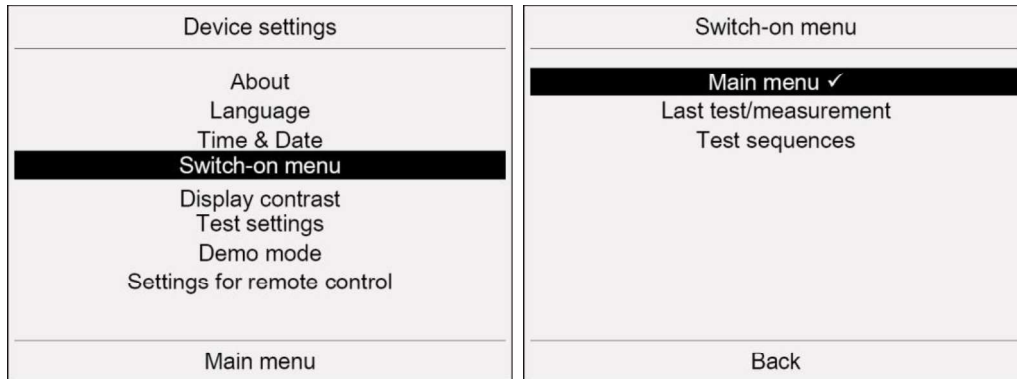 Device settings
About
Language
Time & Date
Switch-on menu
Display contrast
Test settings
Demo mode
Settings for remote control
Main menu
Switch-on menu
Main menu ✓
Last test/measurement
Test sequences
Back